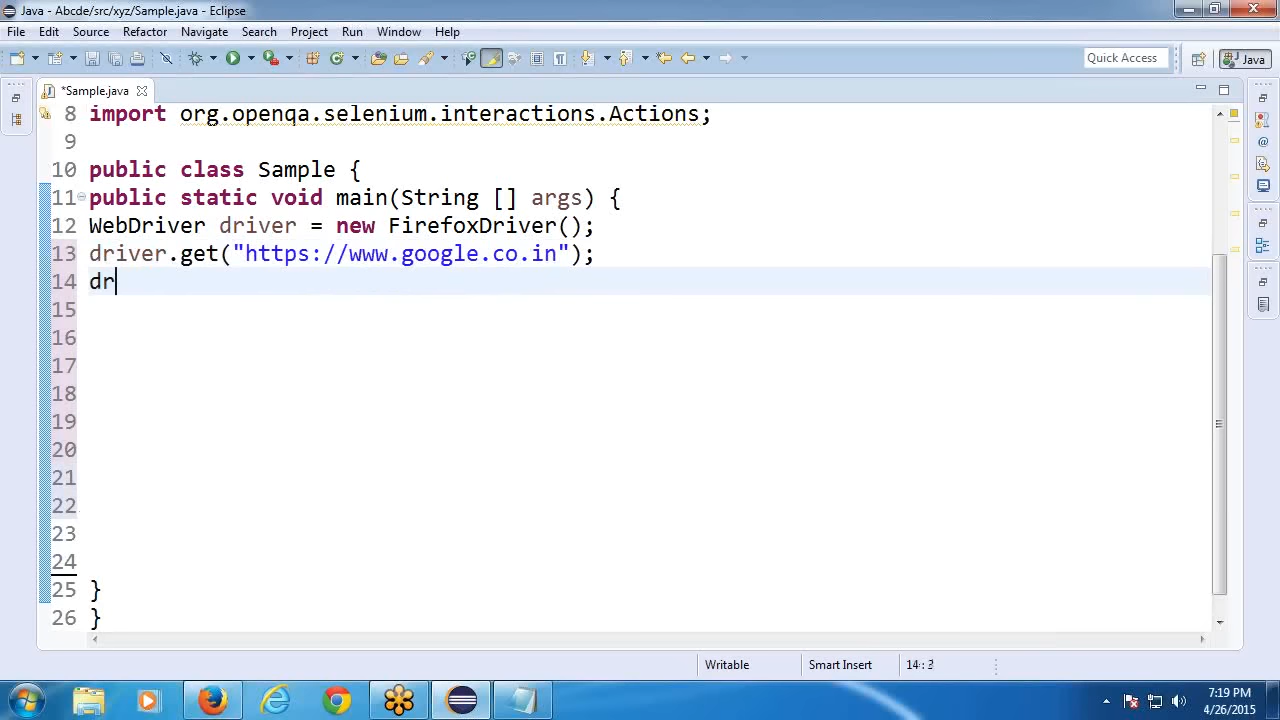 Java - Abcde/src/xyz/Sample.java - Eclipse
File Edit Source Refactor Navigate Search Project Run Window Help
Quick Access
Java
*Sample.java
8 import org.openqa.selenium.interactions.Actions;
9
10 public class Sample {
11 public static void main(String [] args) {
12 WebDriver driver = new FirefoxDriver();
13 driver.get("https://www.google.co.in");
14 dr
15
16
17
18
19
20
21
22
23
24
25 }
26 }
Writable Smart Insert 14 : 3
7:19 PM
4/26/2015